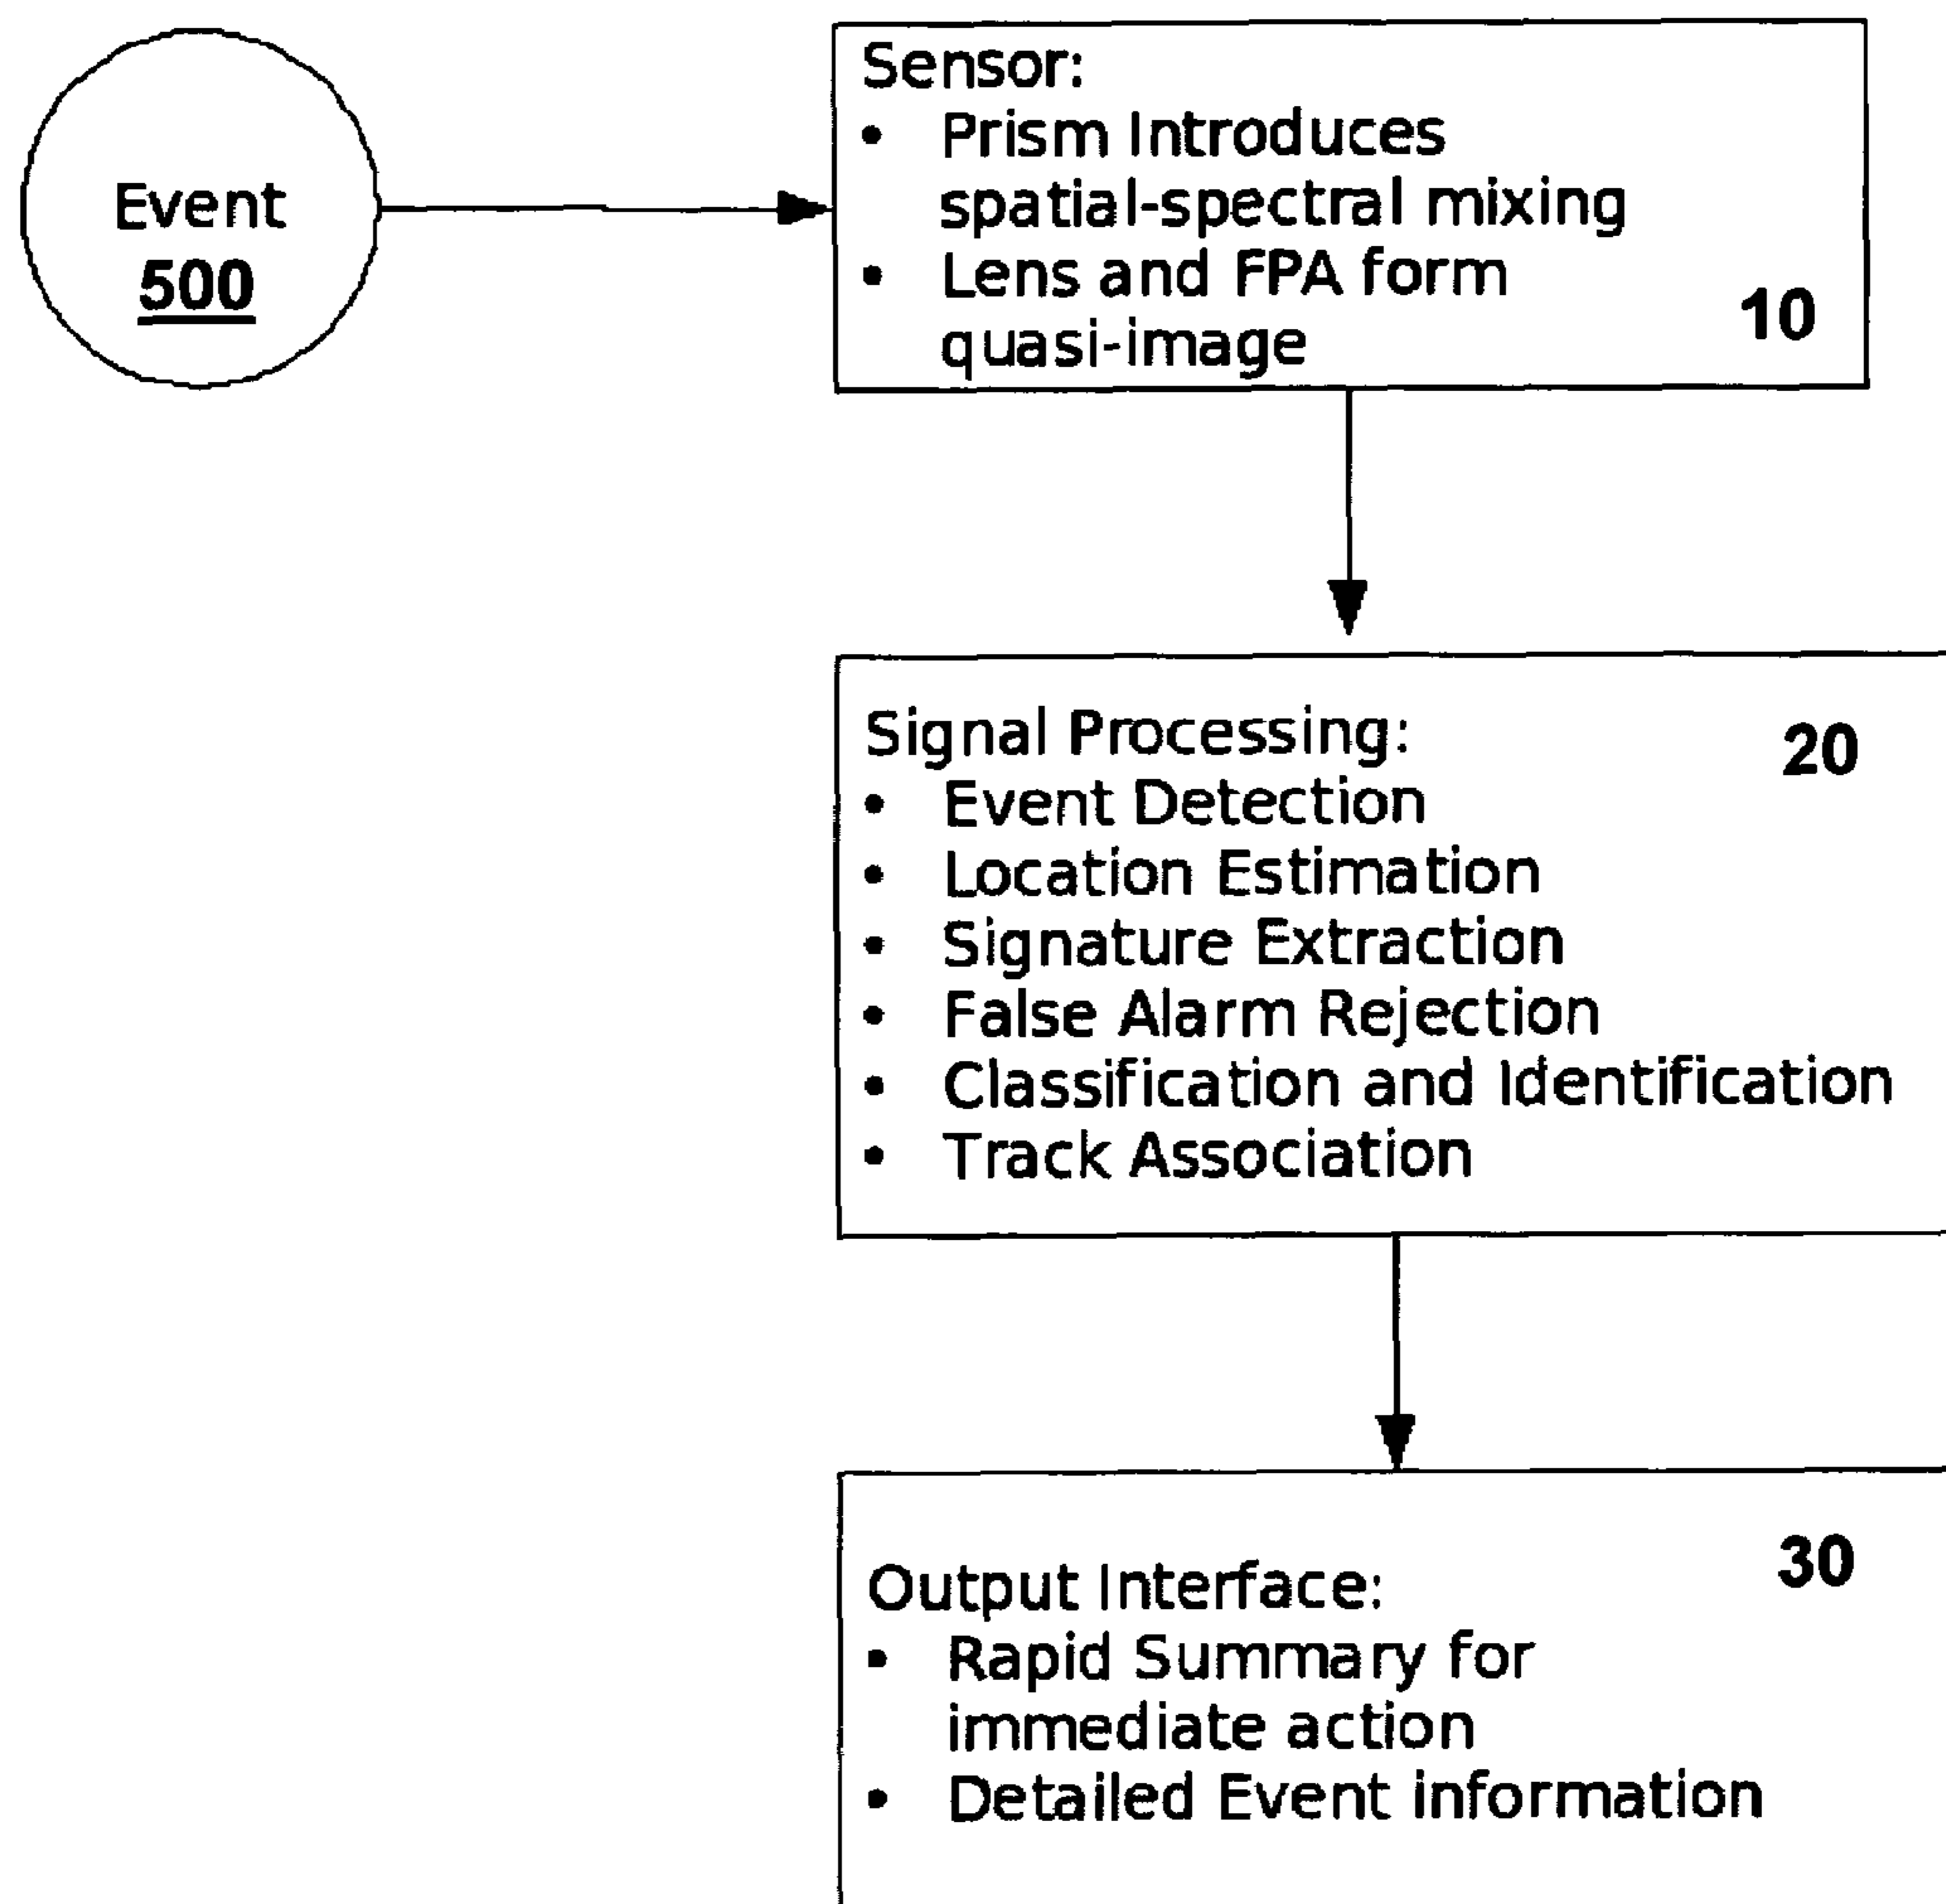 Event
500
Sensor:
• Prism Introduces
spatial-spectral mixing
• Lens and FPA form
quasi-image
10
Signal Processing:
20
• Event Detection
• Location Estimation
• Signature Extraction
• False Alarm Rejection
• Classification and Identification
• Track Association
30
Output Interface:
• Rapid Summary for
immediate action
• Detailed Event information